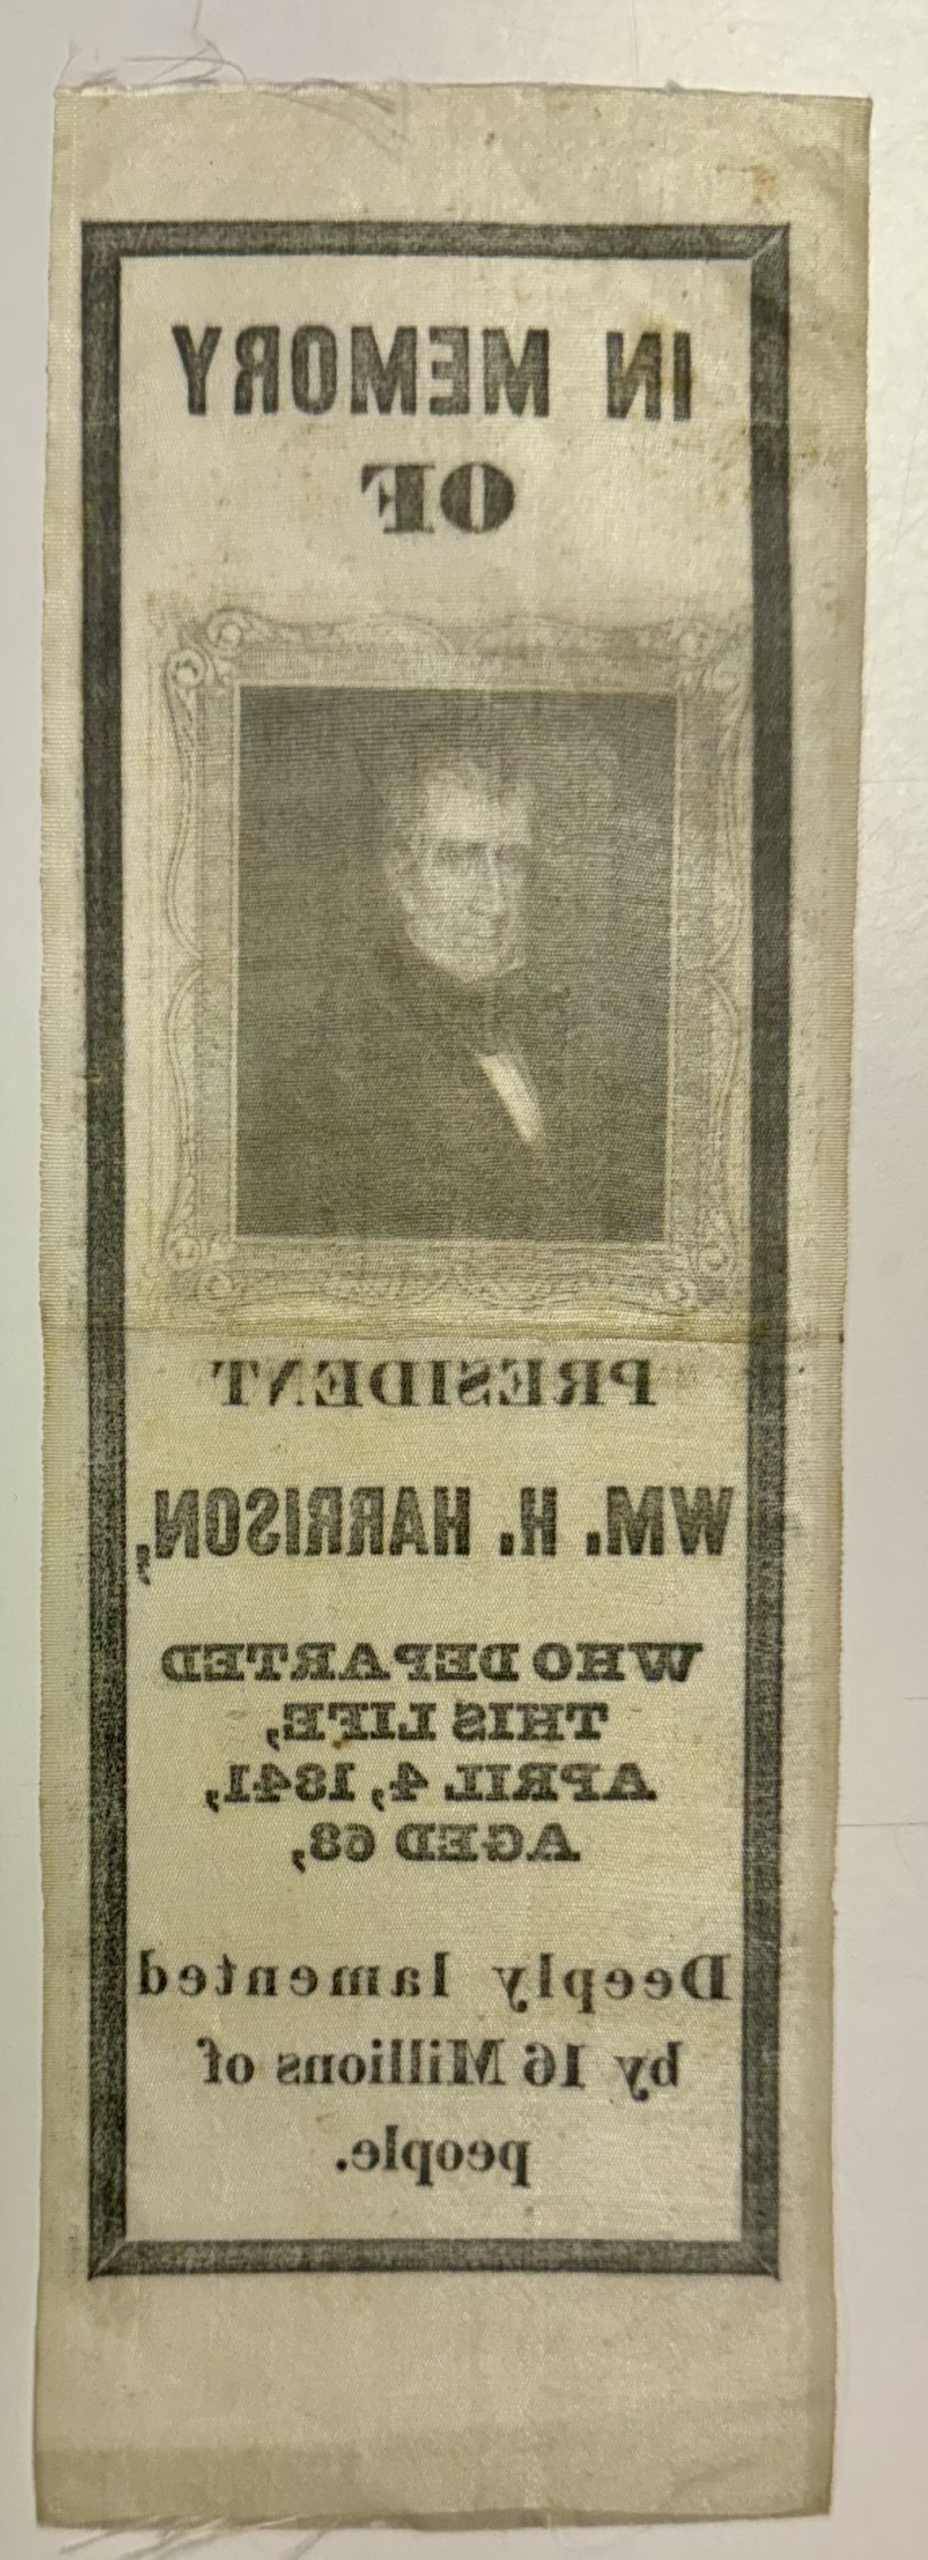 IN MEMORY
OF
PRESIDENT
WM. H. HARRISON,
WHO DEPARTED
THIS LIFE,
APRIL 4, 1841,
AGED 68,
Deeply lamented
by 16 Millions of
people.